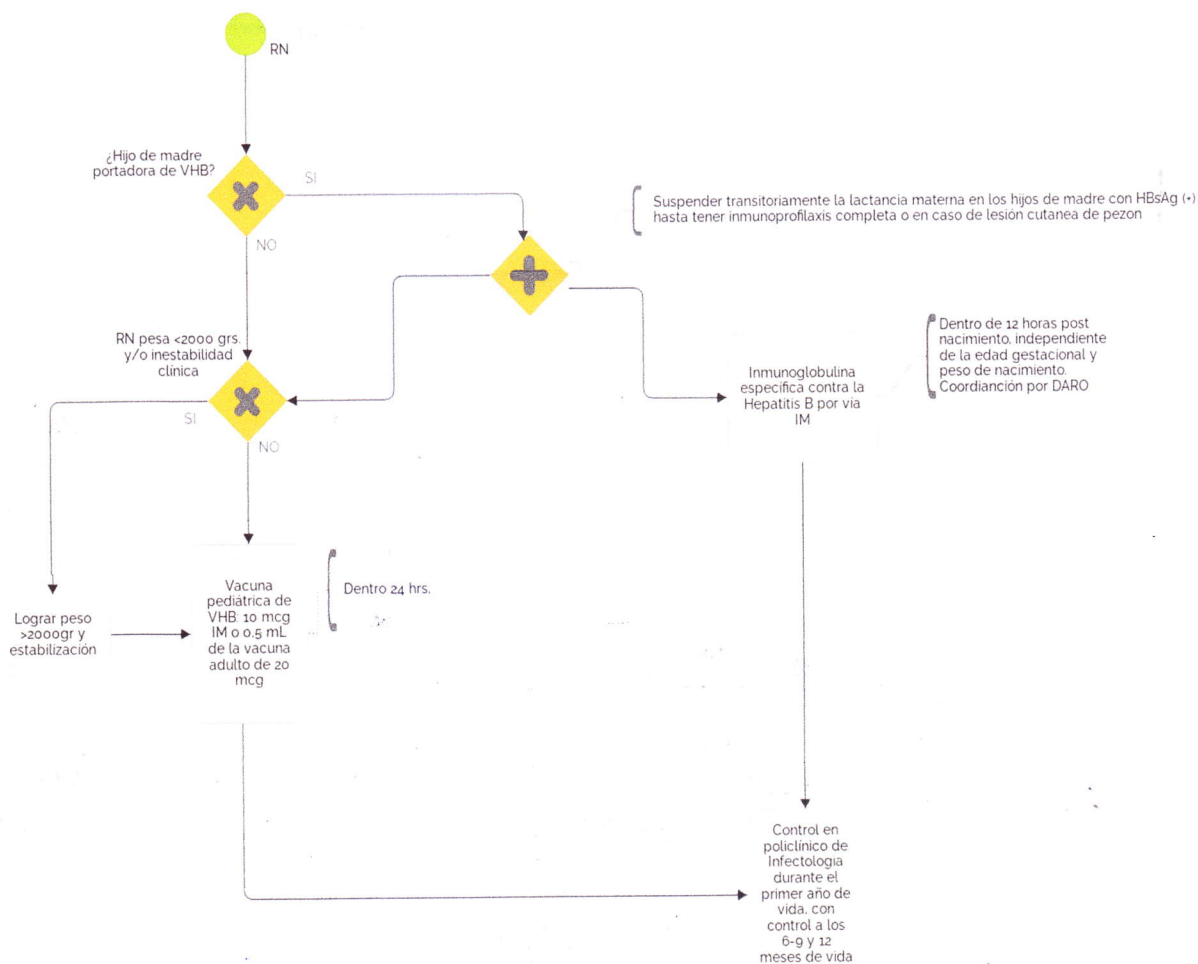 RN
¿Hijo de madre
portadora de VHB?
SI
NO
Suspender transitoriamente la lactancia materna en los hijos de madre con HBsAg (+)
hasta tener inmunoprofilaxis completa o en caso de lesión cutanea de pezon
RN pesa <2000 grs.
y/o inestabilidad
clínica
SI
NO
Inmunoglobulina
especifica contra la
Hepatitis B por via
IM
Dentro de 12 horas post
nacimiento, independiente
de la edad gestacional y
peso de nacimiento.
Coordianción por DARO
Lograr peso
>2000gr y
estabilización
Vacuna
pediátrica de
VHB: 10 mcg
IM o 0.5 mL
de la vacuna
adulto de 20
mcg
Dentro 24 hrs.
Control en
policlínico de
Infectologia
durante el
primer año de
vida, con
control a los
6-9 y 12
meses de vida